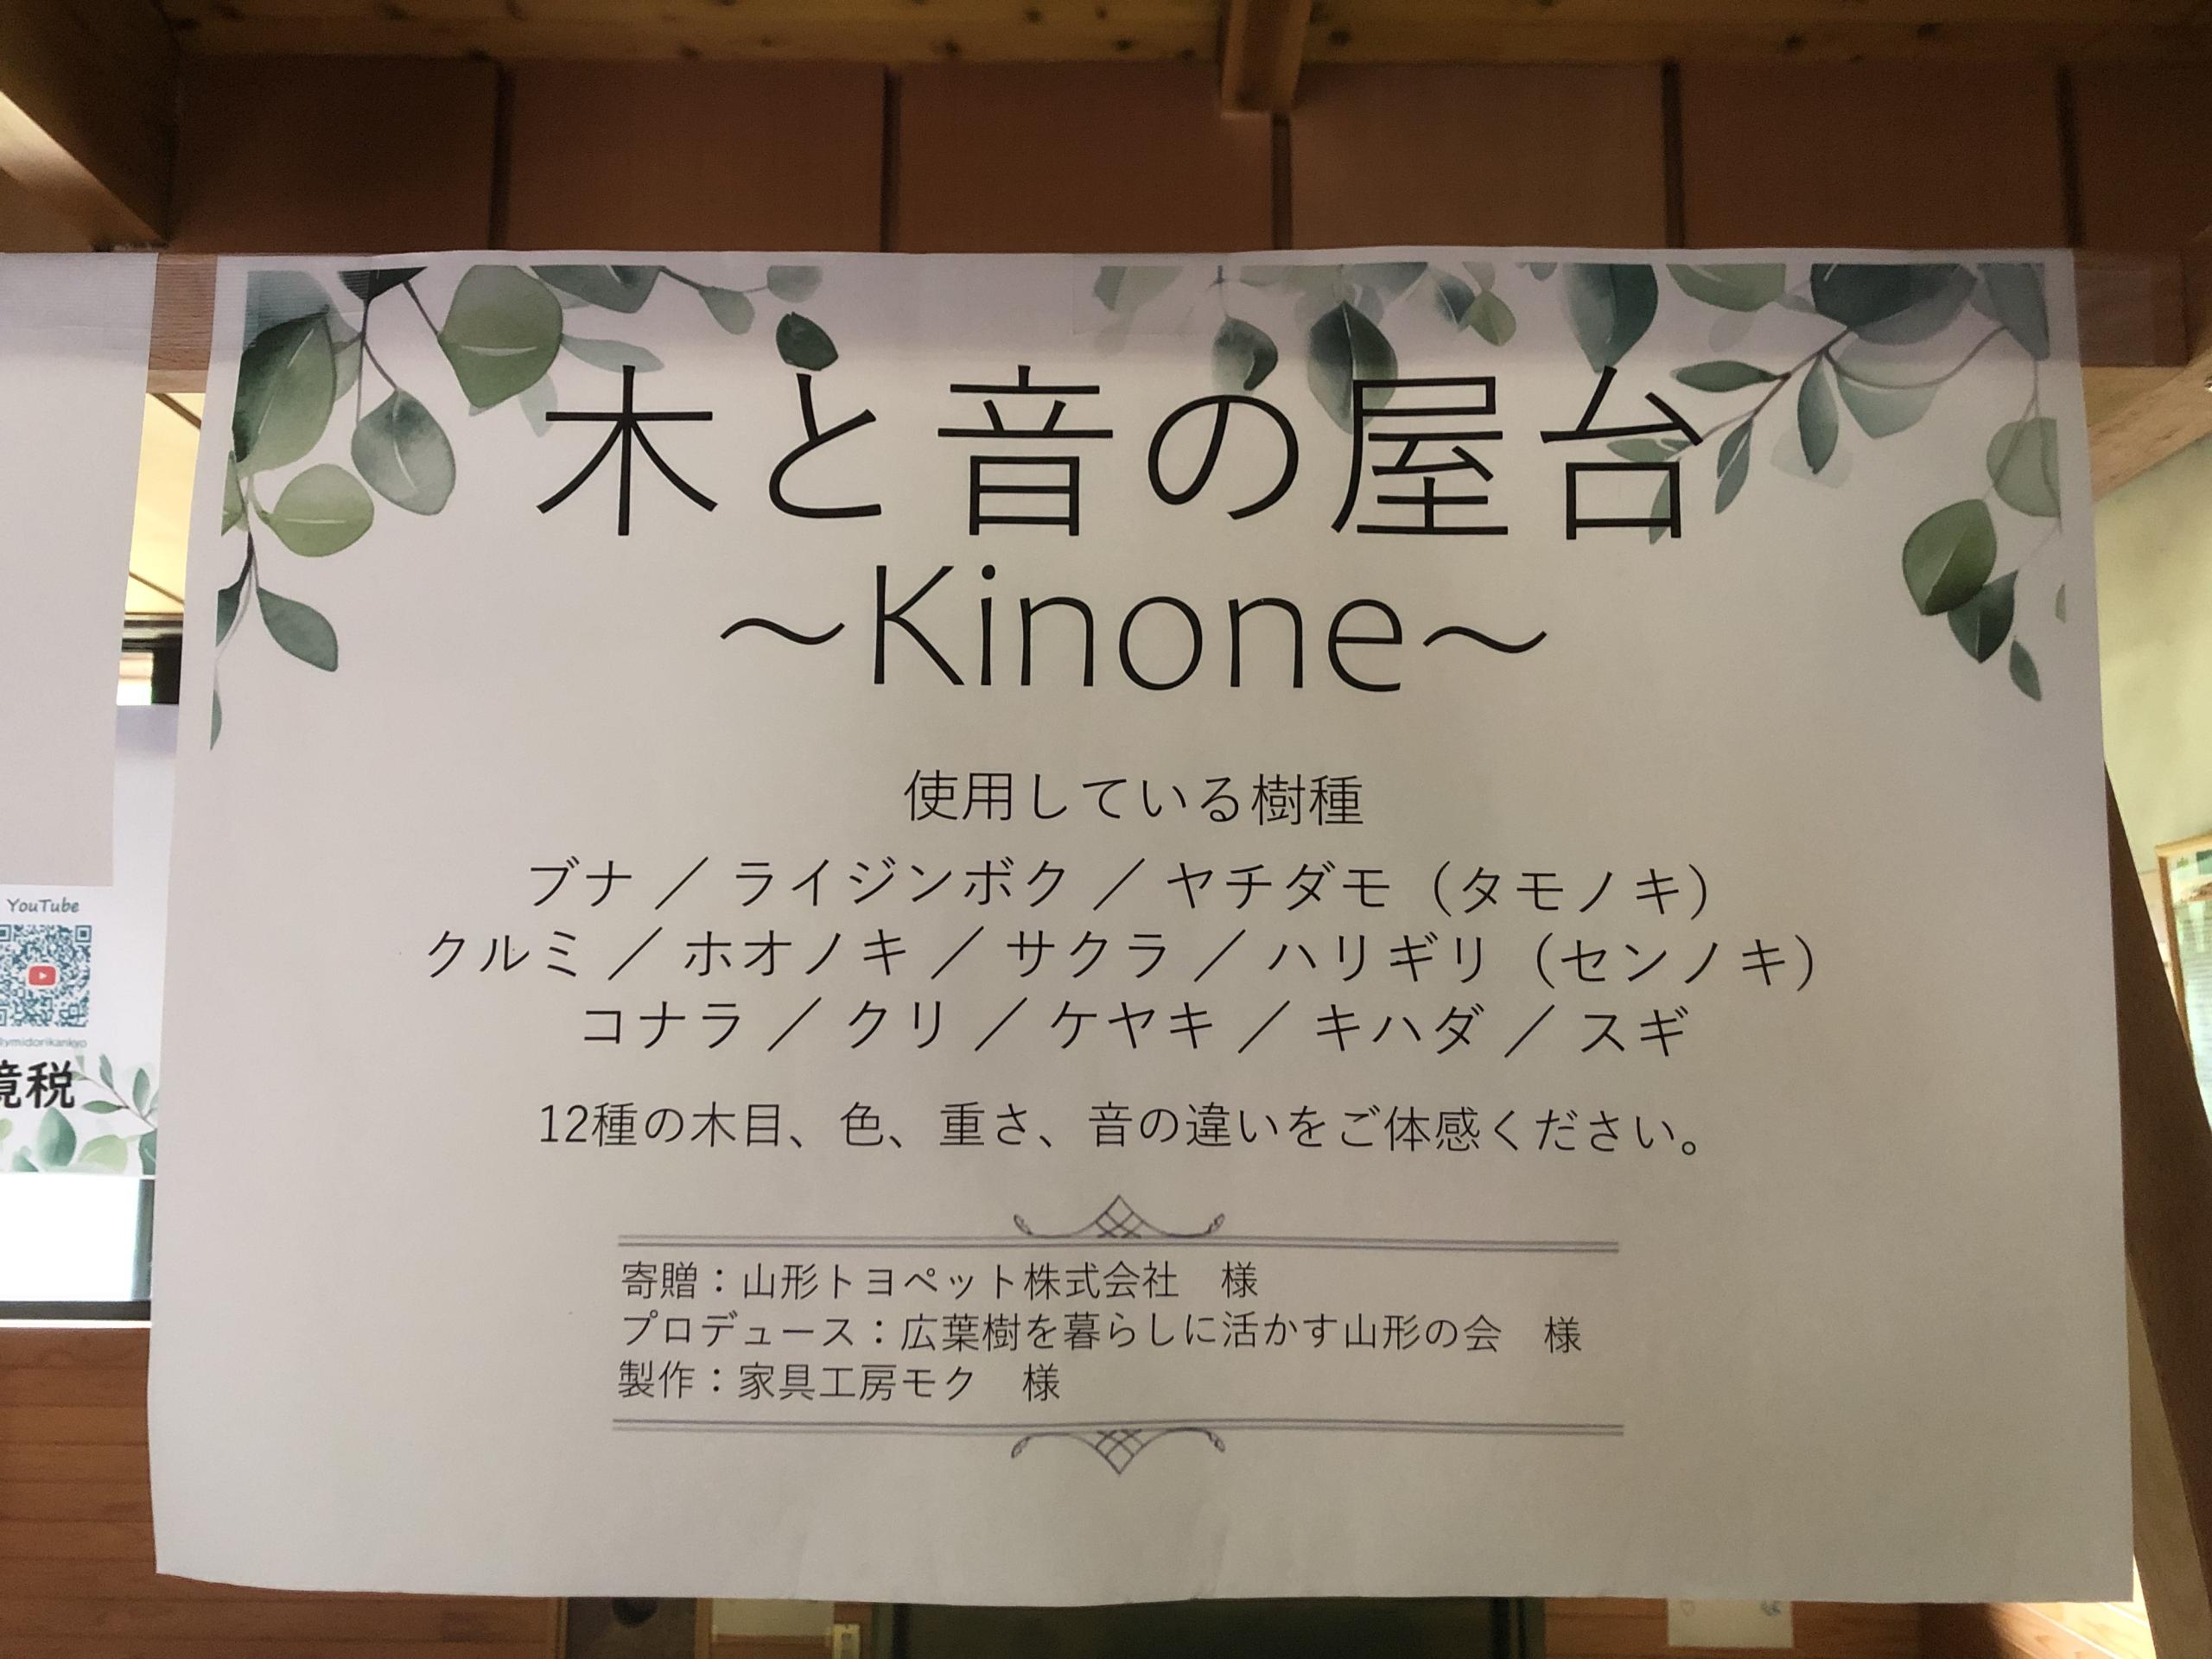 木と音の屋台
～Kinone～
使用している樹種
ブナ ／ ライジンボク ／ ヤチダモ（タモノキ）
クルミ ／ ホオノキ ／ サクラ ／ ハリギリ（センノキ）
コナラ ／ クリ ／ ケヤキ ／ キハダ ／ スギ
12種の木目、色、重さ、音の違いをご体感ください。
寄贈：山形トヨペット株式会社　様
プロデュース：広葉樹を暮らしに活かす山形の会　様
製作：家具工房モク　様
YouTube
@ymidorikankyo
境税